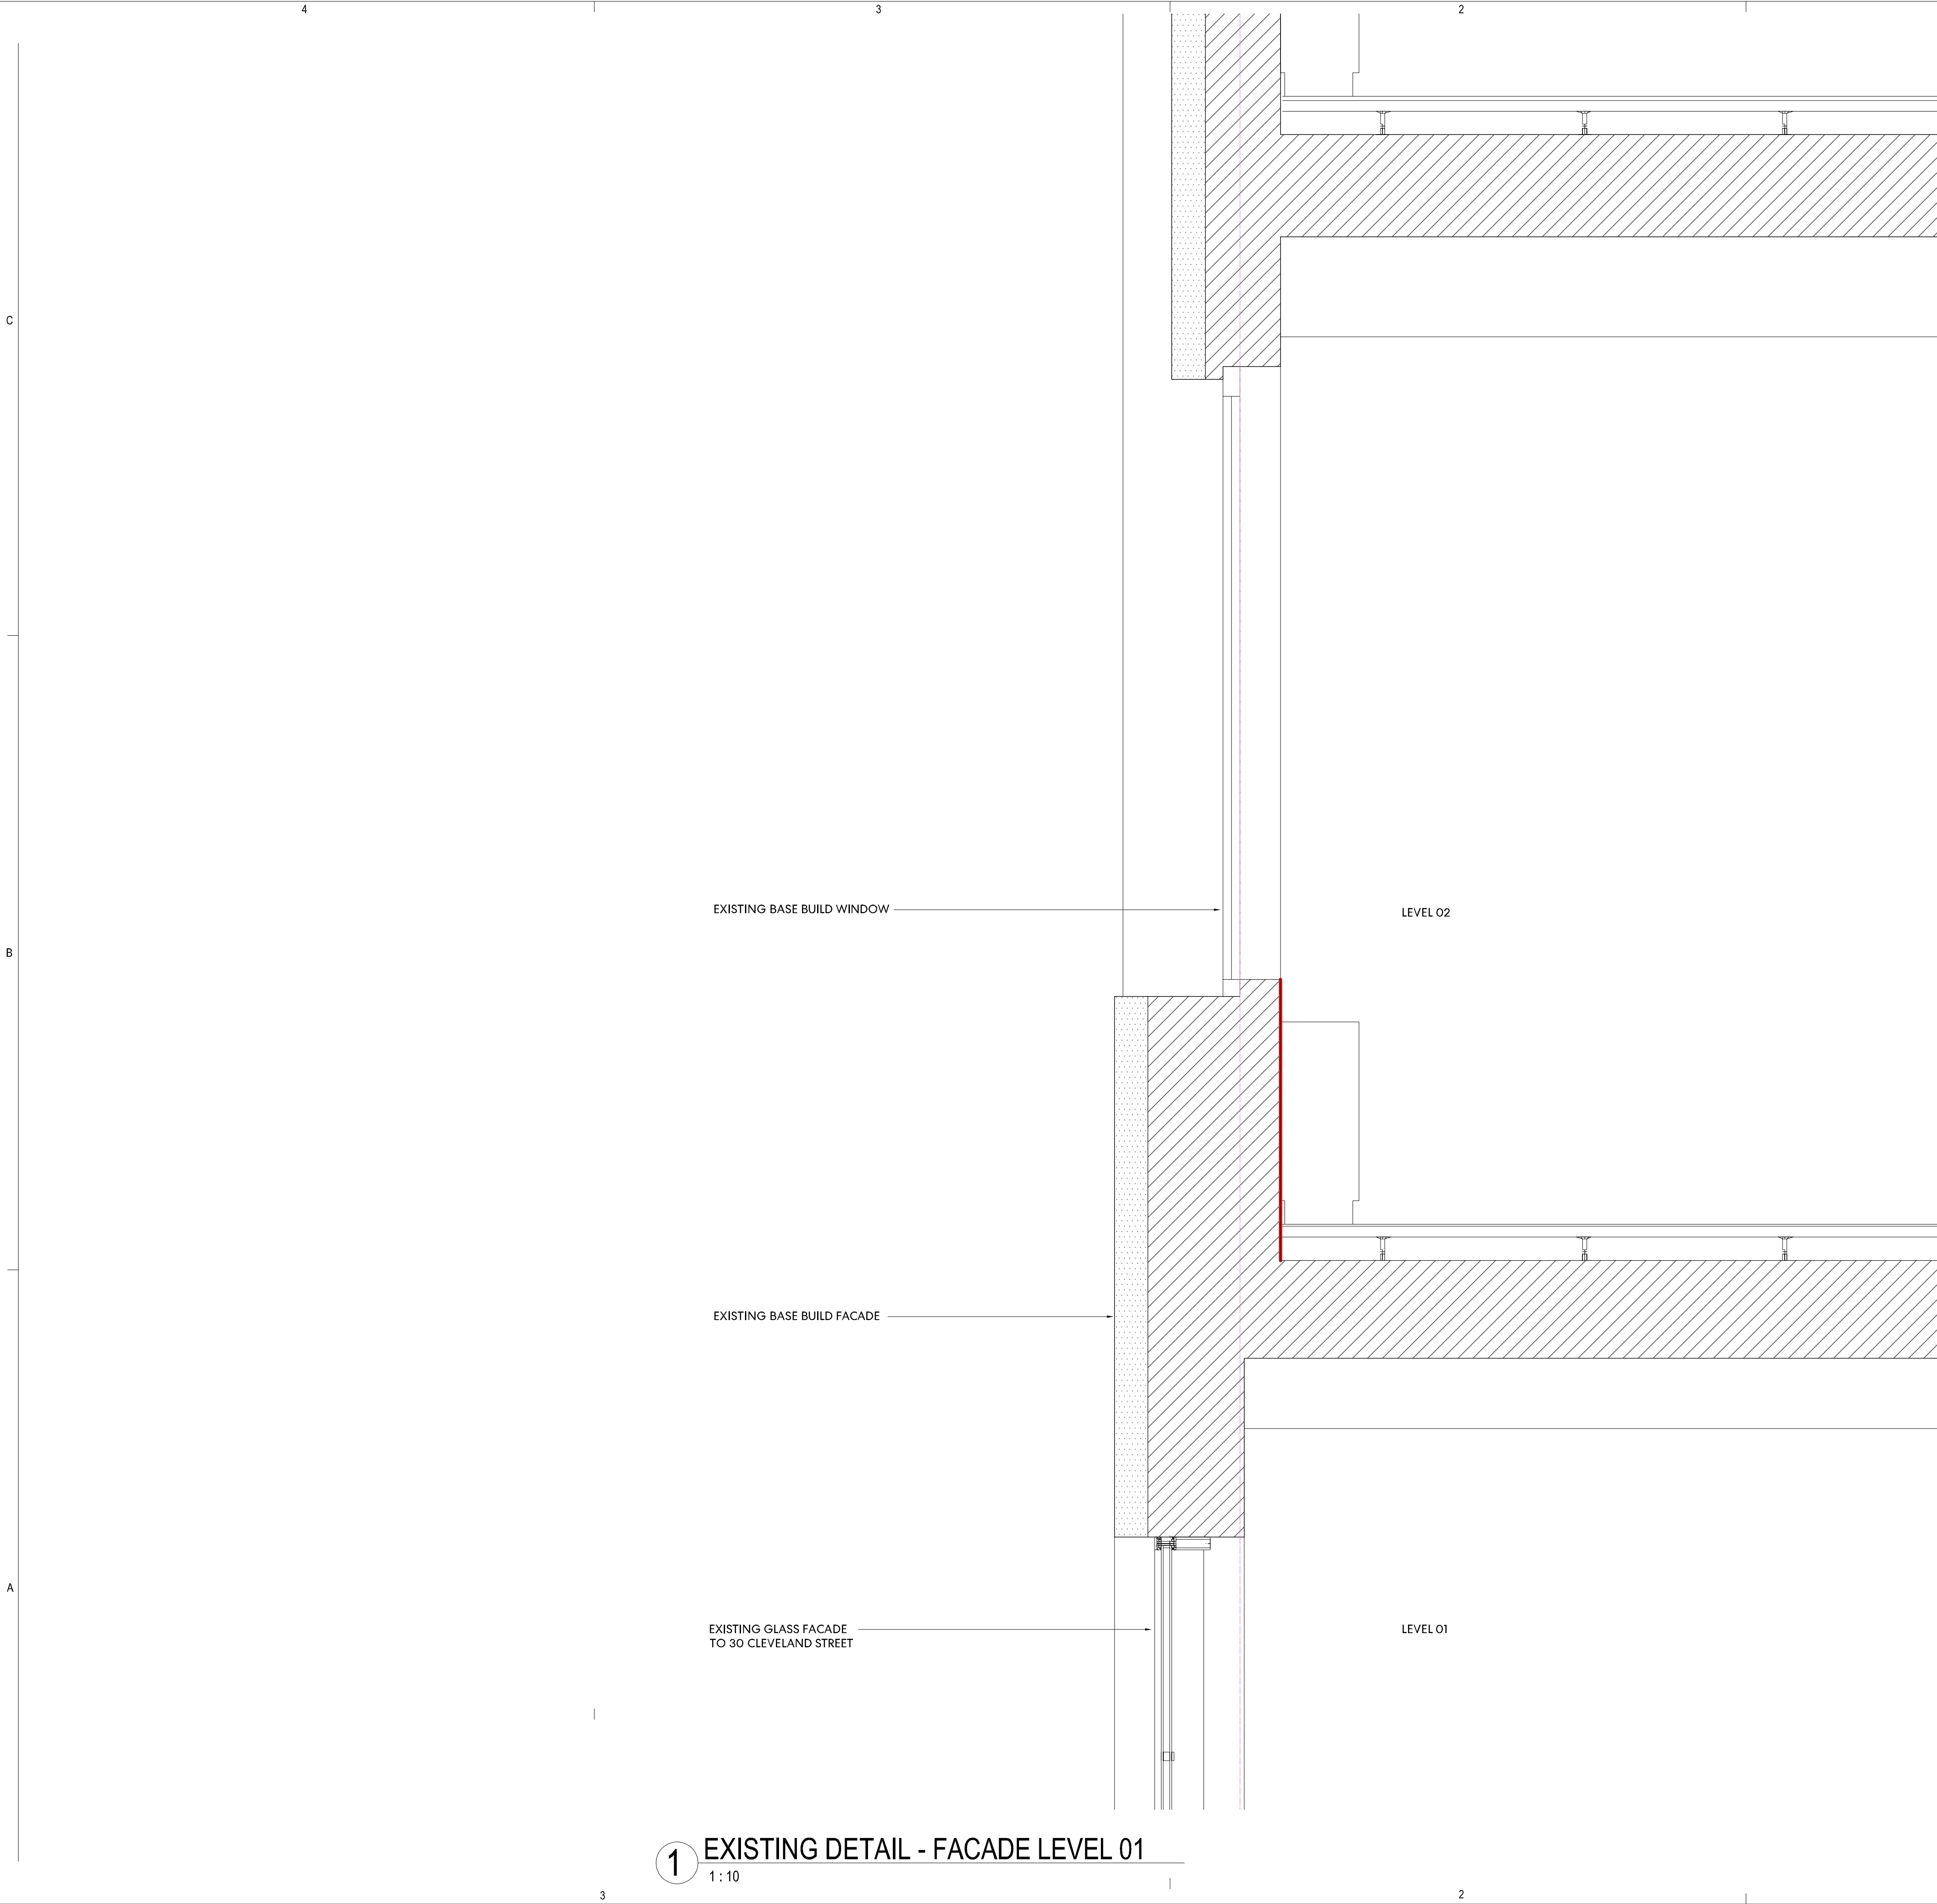 4
3
2
C
EXISTING BASE BUILD WINDOW
LEVEL 02
B
EXISTING BASE BUILD FACADE
A
EXISTING GLASS FACADE
TO 30 CLEVELAND STREET
LEVEL 01
1
EXISTING DETAIL - FACADE LEVEL 01
1 : 10
3
2